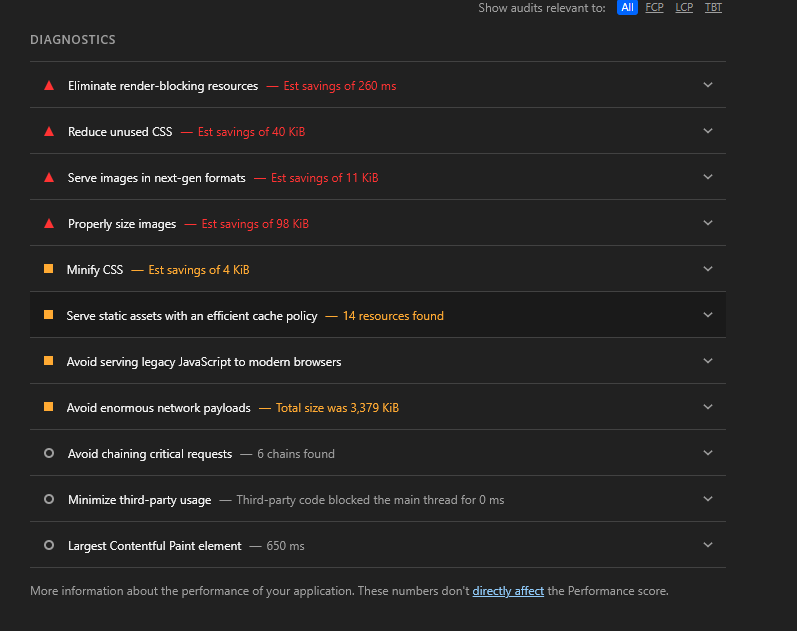 Show audits relevant to: All FCP LCP TBT
DIAGNOSTICS
Eliminate render-blocking resources — Est savings of 260 ms
Reduce unused CSS — Est savings of 40 KiB
Serve images in next-gen formats — Est savings of 11 KiB
Properly size images — Est savings of 98 KiB
Minify CSS — Est savings of 4 KiB
Serve static assets with an efficient cache policy — 14 resources found
Avoid serving legacy JavaScript to modern browsers
Avoid enormous network payloads — Total size was 3,379 KiB
Avoid chaining critical requests — 6 chains found
Minimize third-party usage — Third-party code blocked the main thread for 0 ms
Largest Contentful Paint element — 650 ms
More information about the performance of your application. These numbers don't directly affect the Performance score.